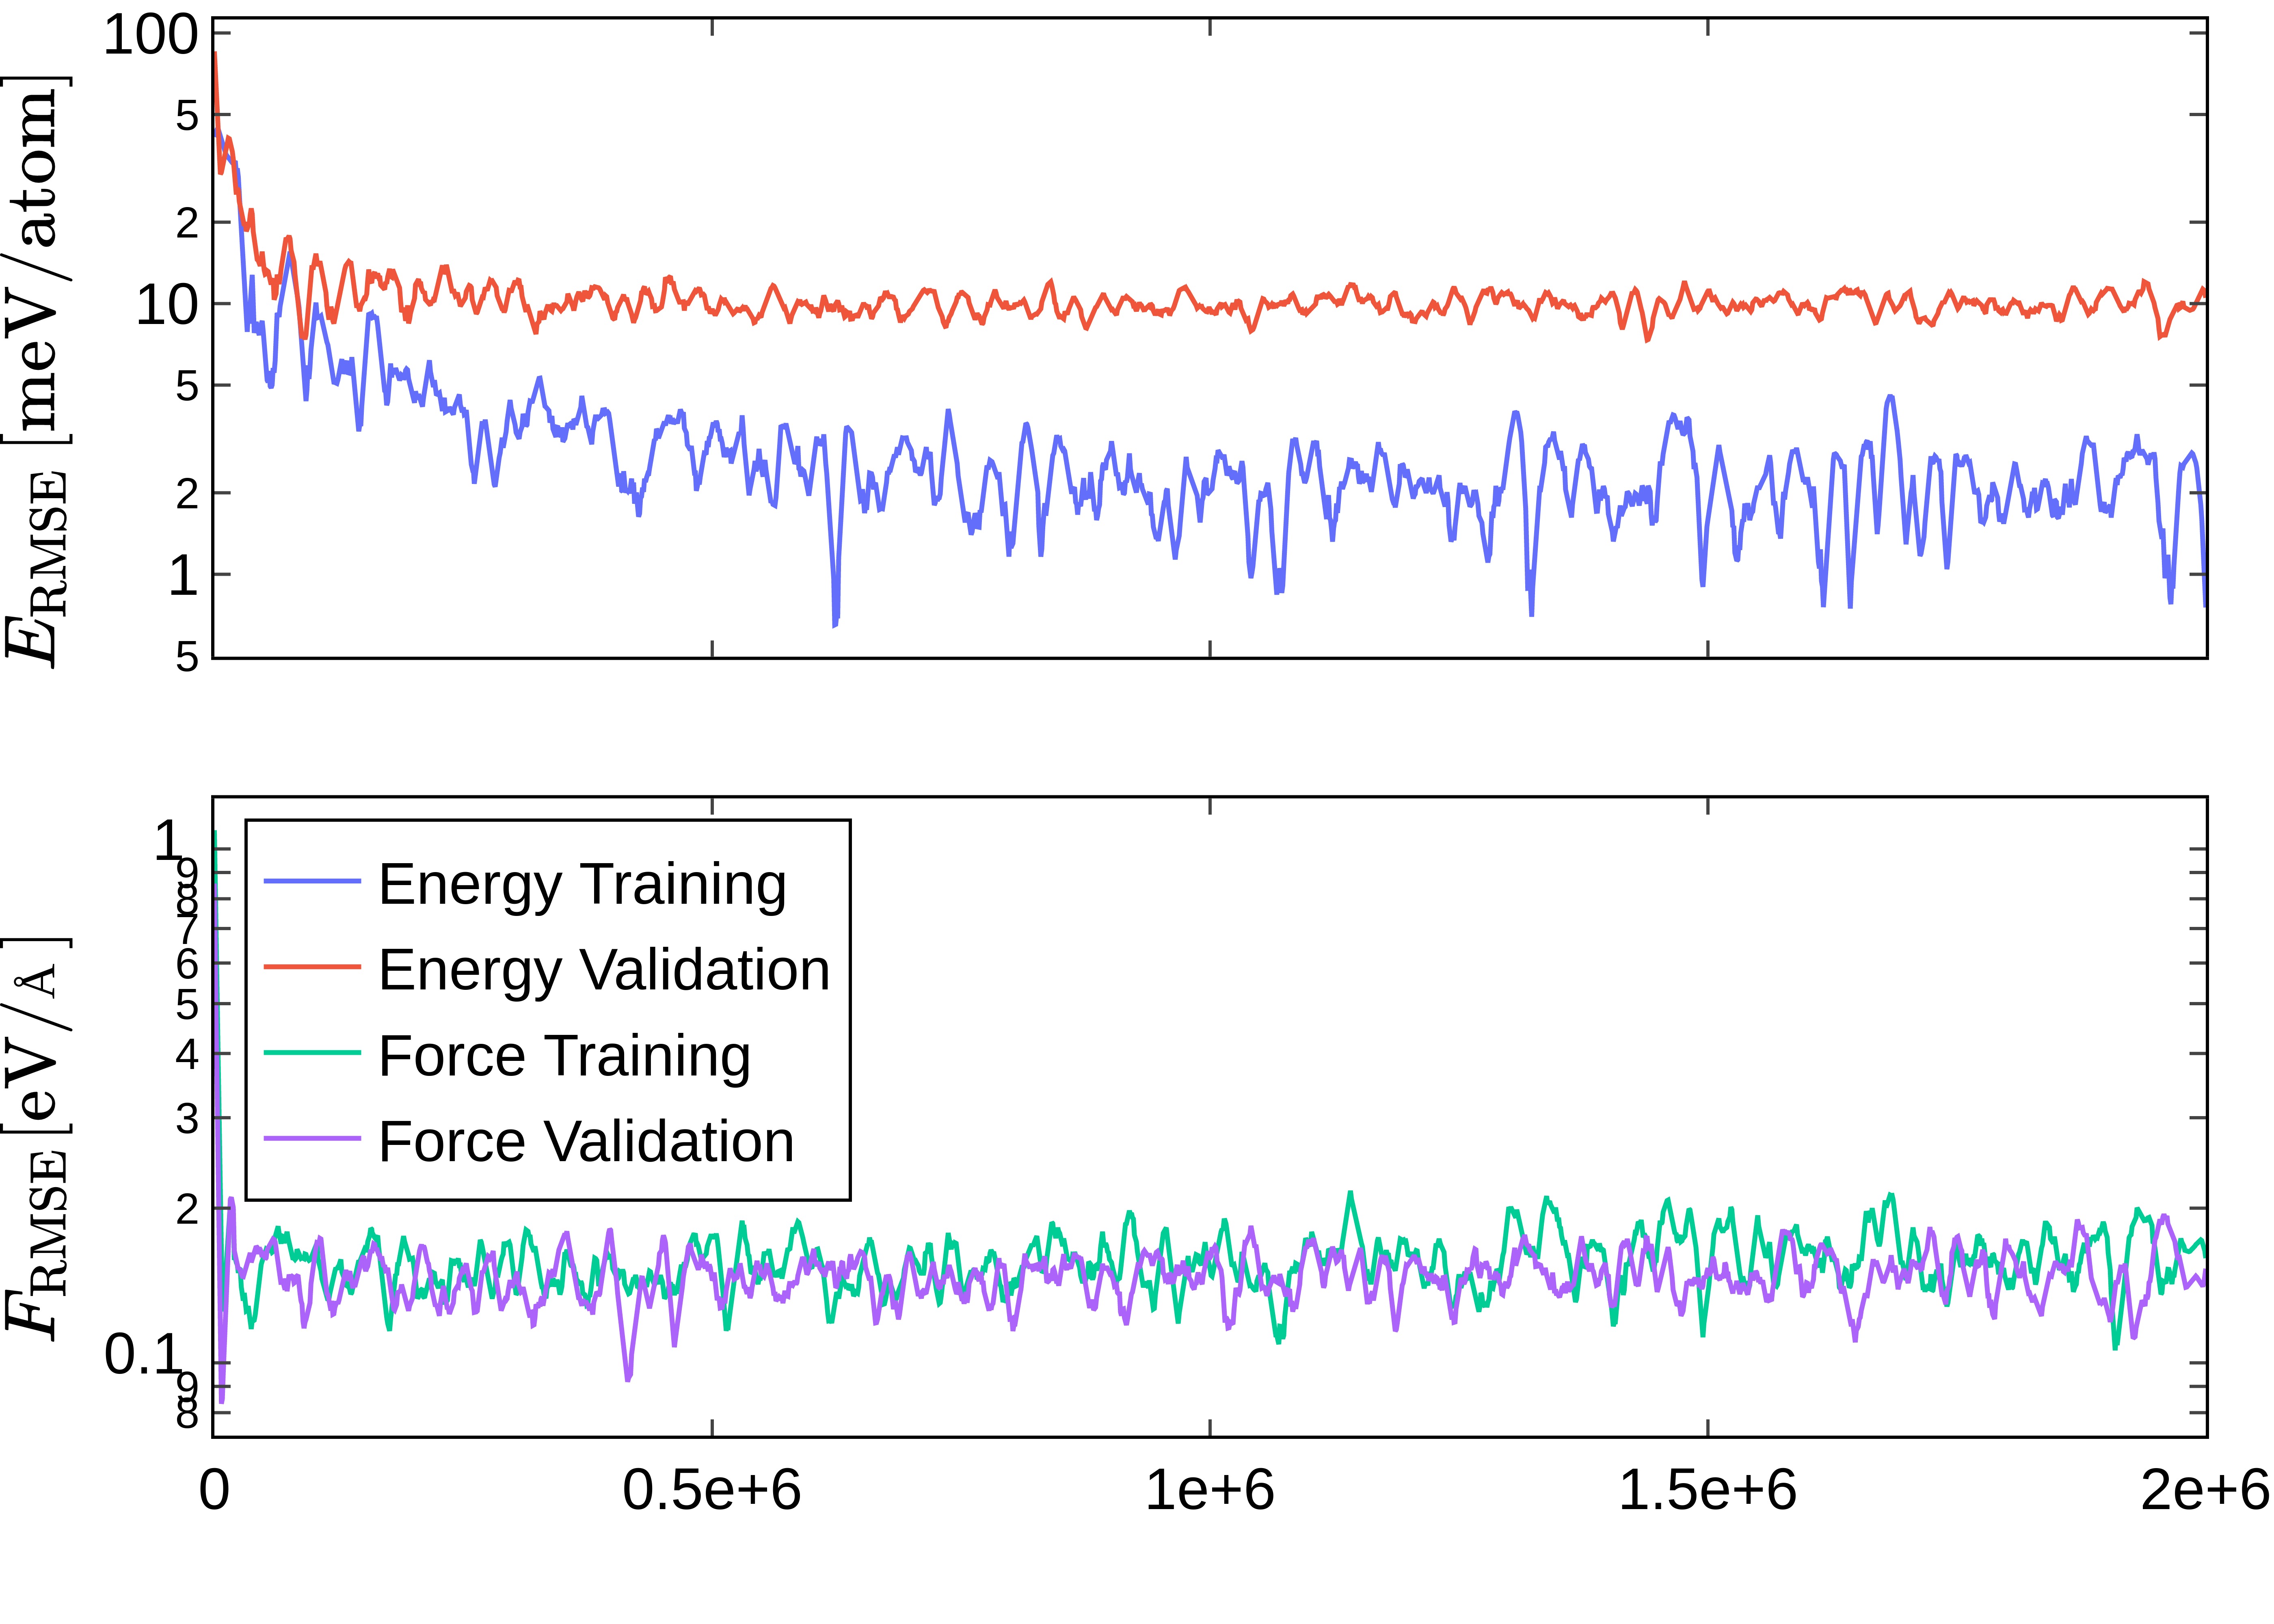 E_RMSE [meV/atom]
100
5
2
10
5
2
1
5
F_RMSE [eV/Å]
1
9
8
7
6
5
4
3
2
0.1
9
8
Energy Training
Energy Validation
Force Training
Force Validation
0 0.5e+6 1e+6 1.5e+6 2e+6